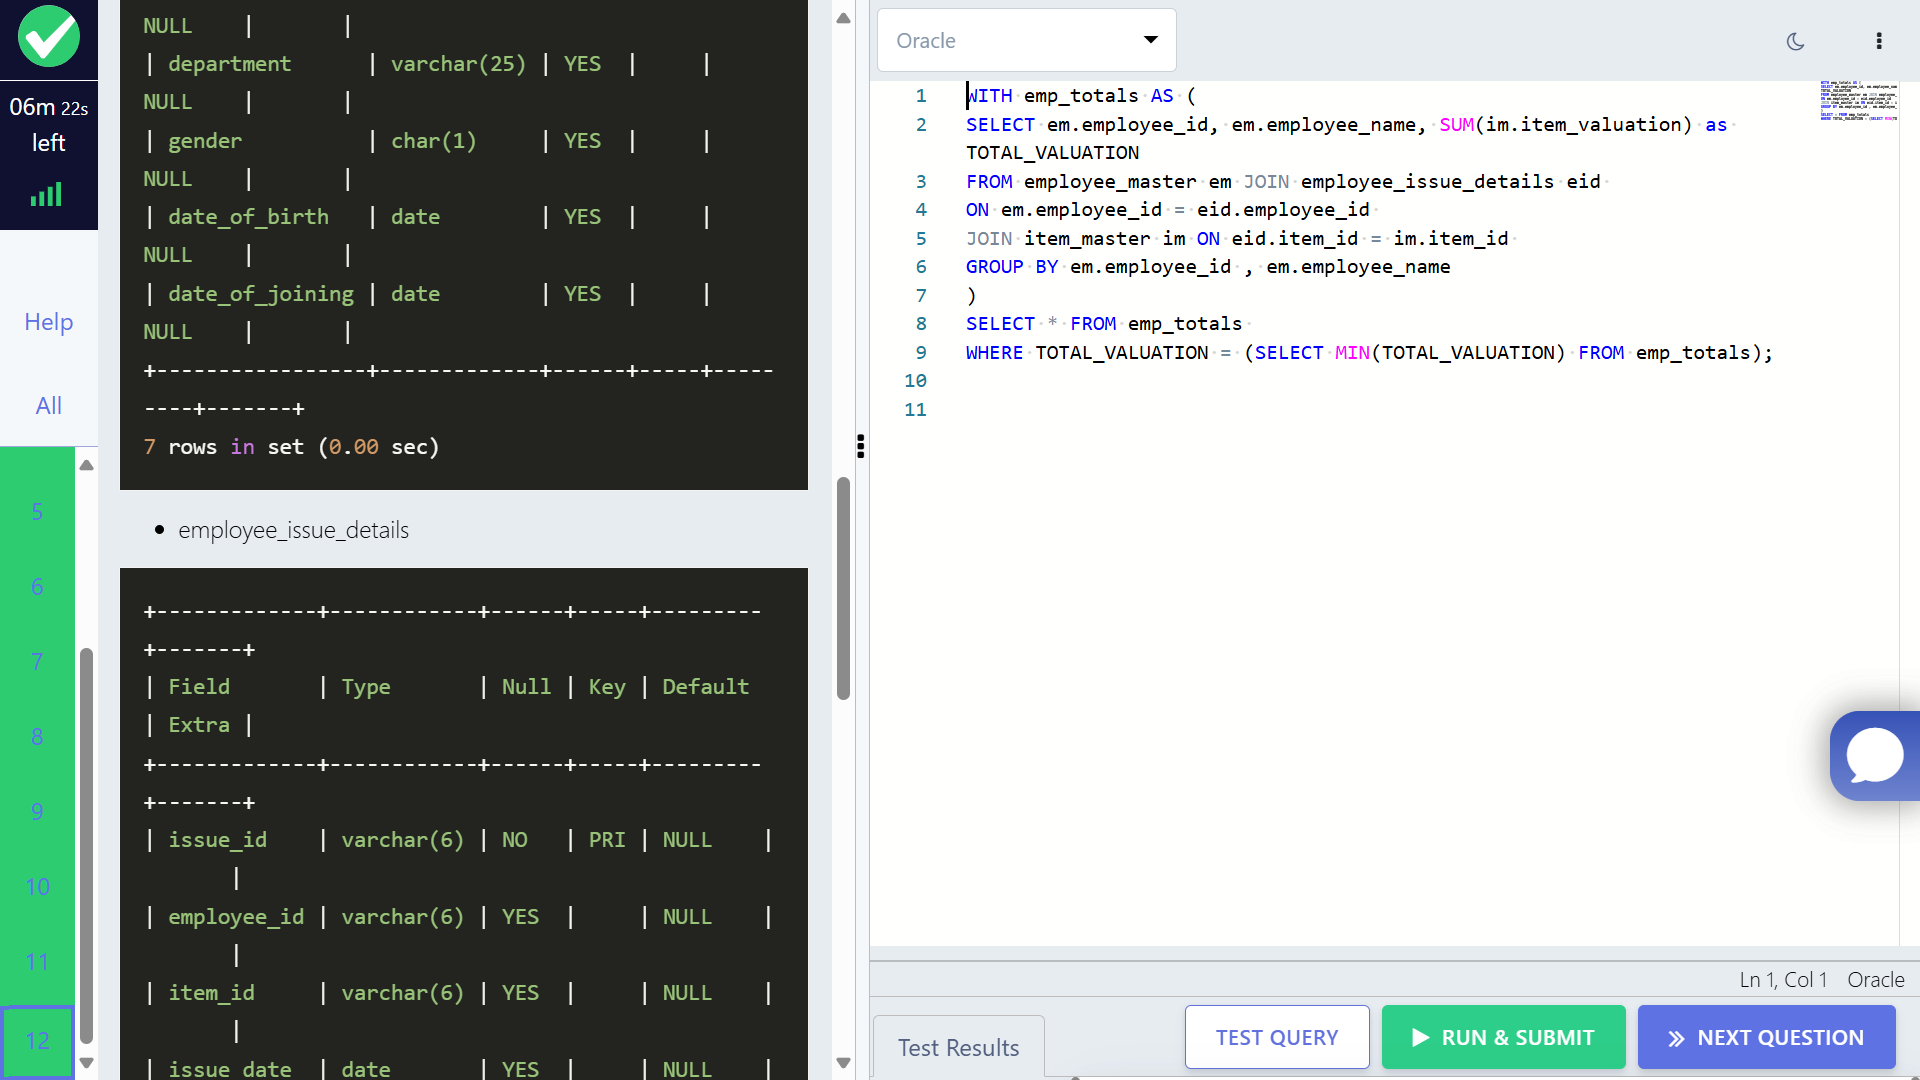 06m 22s
left
Help
All
5
6
7
8
9
10
11
12
NULL    |       |
| department      | varchar(25) | YES  |     |
NULL    |       |
| gender          | char(1)     | YES  |     |
NULL    |       |
| date_of_birth   | date        | YES  |     |
NULL    |       |
| date_of_joining | date        | YES  |     |
NULL    |       |
+-----------------+-------------+------+-----+-----
----+-------+
7 rows in set (0.00 sec)
employee_issue_details
+-------------+------------+------+-----+---------
+-------+
| Field       | Type       | Null | Key | Default
| Extra |
+-------------+------------+------+-----+---------
+-------+
| issue_id    | varchar(6) | NO   | PRI | NULL    |
       |
| employee_id | varchar(6) | YES  |     | NULL    |
       |
| item_id     | varchar(6) | YES  |     | NULL    |
       |
| issue_date  | date       | YES  |     | NULL    |
Oracle
1 WITH emp_totals AS (
2 SELECT em.employee_id, em.employee_name, SUM(im.item_valuation) as
TOTAL_VALUATION
3 FROM employee_master em JOIN employee_issue_details eid
4 ON em.employee_id = eid.employee_id
5 JOIN item_master im ON eid.item_id = im.item_id
6 GROUP BY em.employee_id , em.employee_name
7 )
8 SELECT * FROM emp_totals
9 WHERE TOTAL_VALUATION = (SELECT MIN(TOTAL_VALUATION) FROM emp_totals);
10
11
Ln 1, Col 1 Oracle
Test Results
TEST QUERY
RUN & SUBMIT
NEXT QUESTION